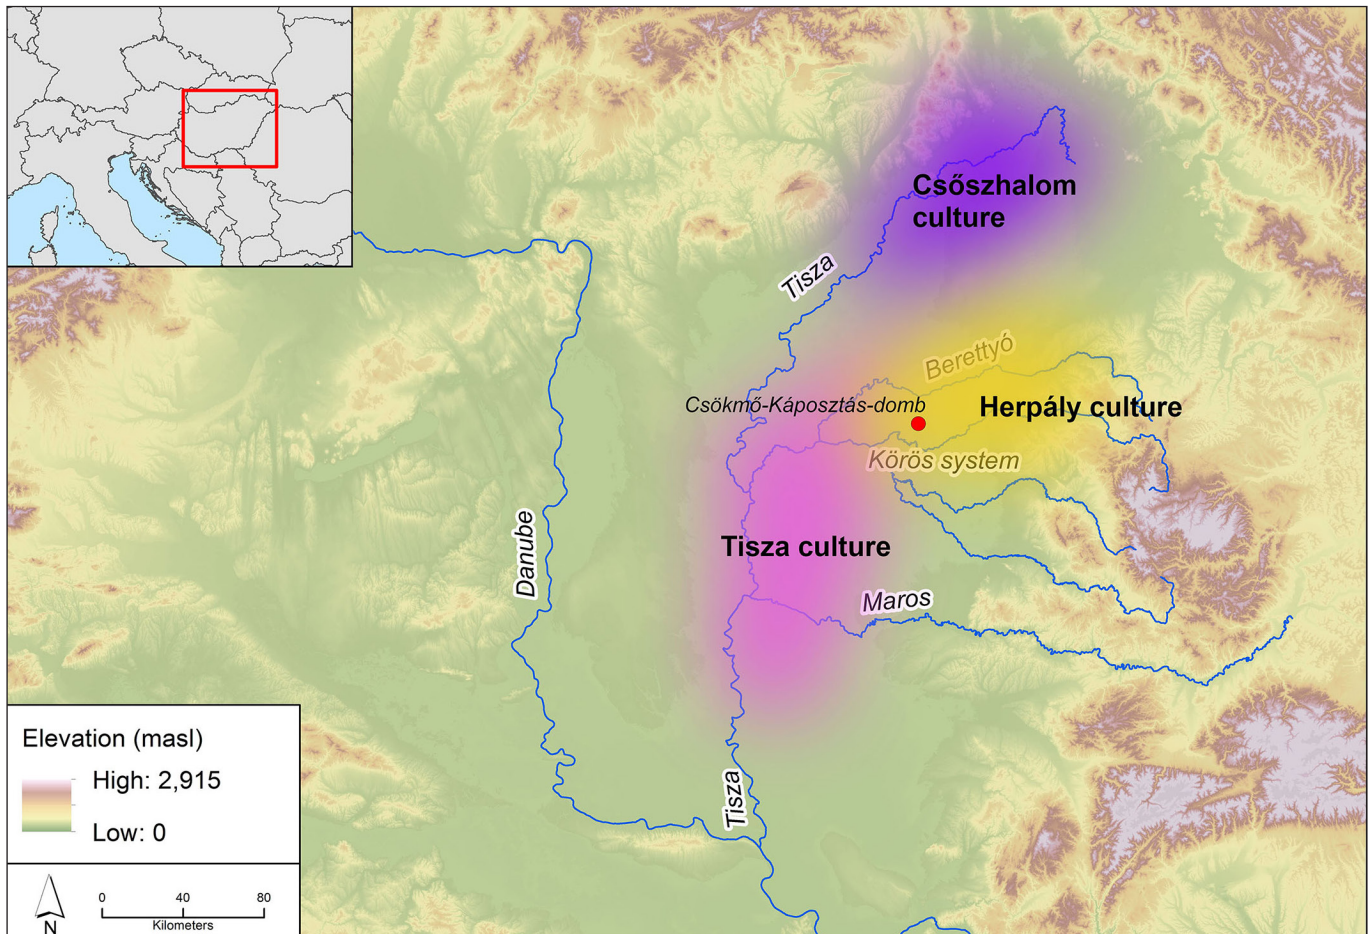 Csőszhalom
culture
Tisza
Berettyó
Csökmő-Káposztás-domb
Herpály culture
Körös system
Danube
Tisza culture
Maros
Tisza
Elevation (masl)
High: 2,915
Low: 0
N
0 40 80
Kilometers